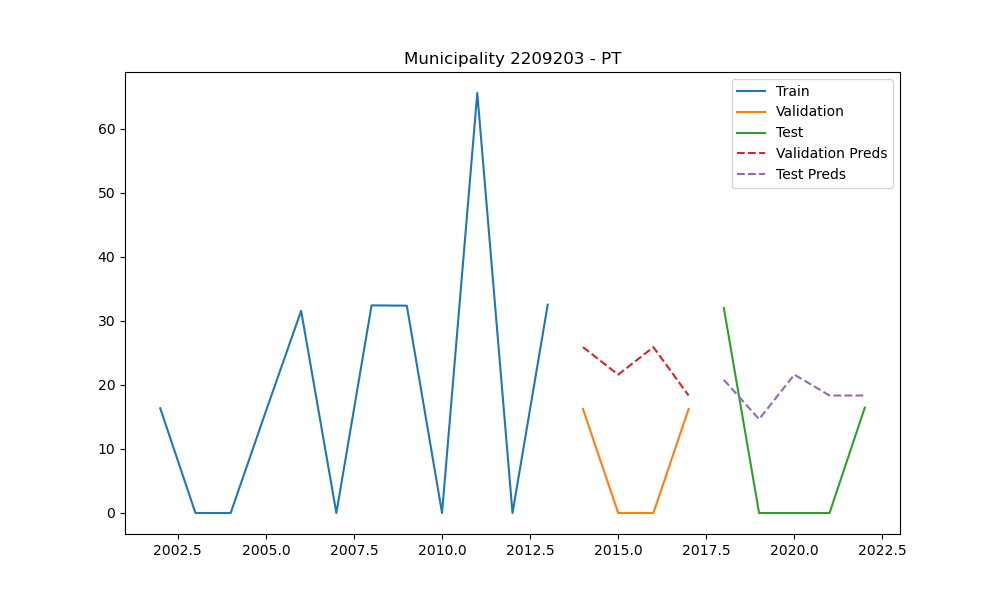 Municipality 2209203 - PT
Train
Validation
Test
Validation Preds
Test Preds
60
50
40
30
20
10
0
2002.5 2005.0 2007.5 2010.0 2012.5 2015.0 2017.5 2020.0 2022.5